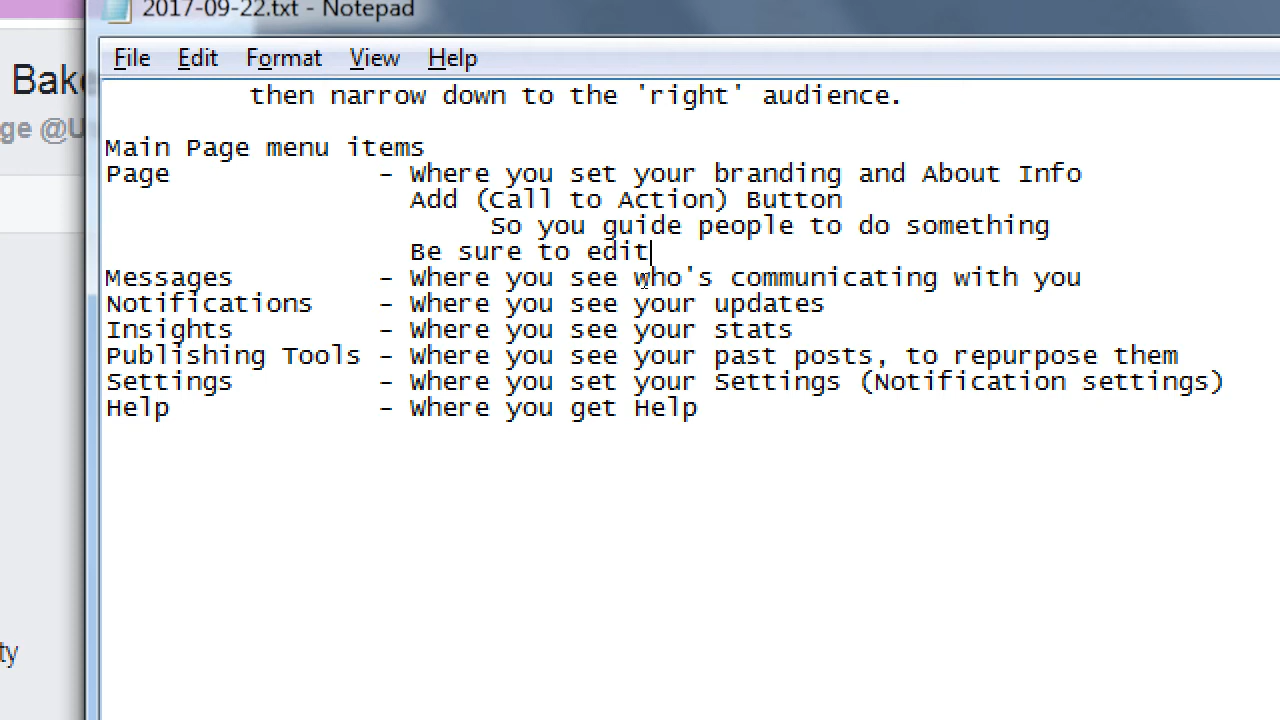 2017-09-22.txt - Notepad
File Edit Format View Help
then narrow down to the 'right' audience.
Main Page menu items
Page - Where you set your branding and About Info
Add (Call to Action) Button
So you guide people to do something
Be sure to edit
Messages - Where you see who's communicating with you
Notifications - Where you see your updates
Insights - Where you see your stats
Publishing Tools - Where you see your past posts, to repurpose them
Settings - Where you set your Settings (Notification settings)
Help - Where you get Help